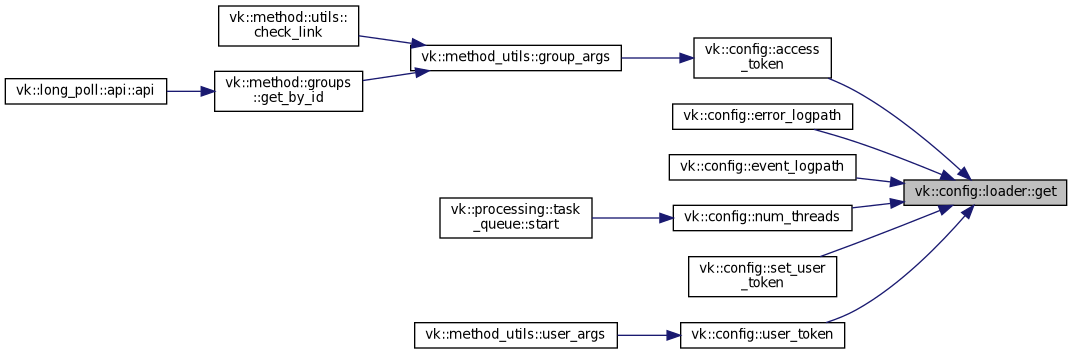 vk::method::utils::
check_link
vk::method_utils::group_args
vk::config::access
_token
vk::long_poll::api::api
vk::method::groups
::get_by_id
vk::config::error_logpath
vk::config::event_logpath
vk::config::loader::get
vk::processing::task
_queue::start
vk::config::num_threads
vk::config::set_user
_token
vk::method_utils::user_args
vk::config::user_token